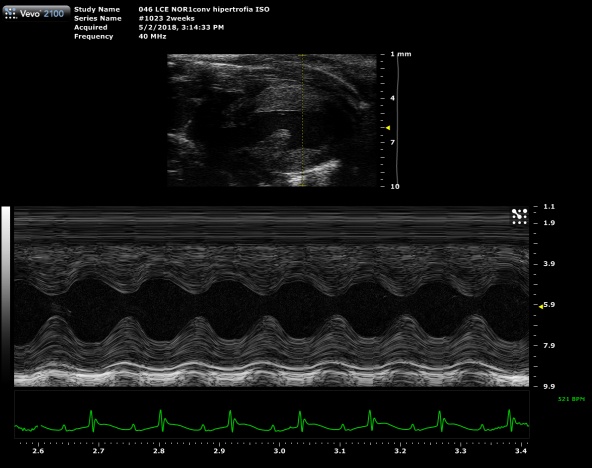 Vevo 2100
Study Name 046 LCE NOR1conv hipertrofia ISO
Series Name #1023 2weeks
Acquired 5/2/2018, 3:14:33 PM
Frequency 40 MHz
1 mm
4
7
10
1.1
1.9
3.9
5.9
7.9
9.9
521 BPM
2.6 2.7 2.8 2.9 3.0 3.1 3.2 3.3 3.4